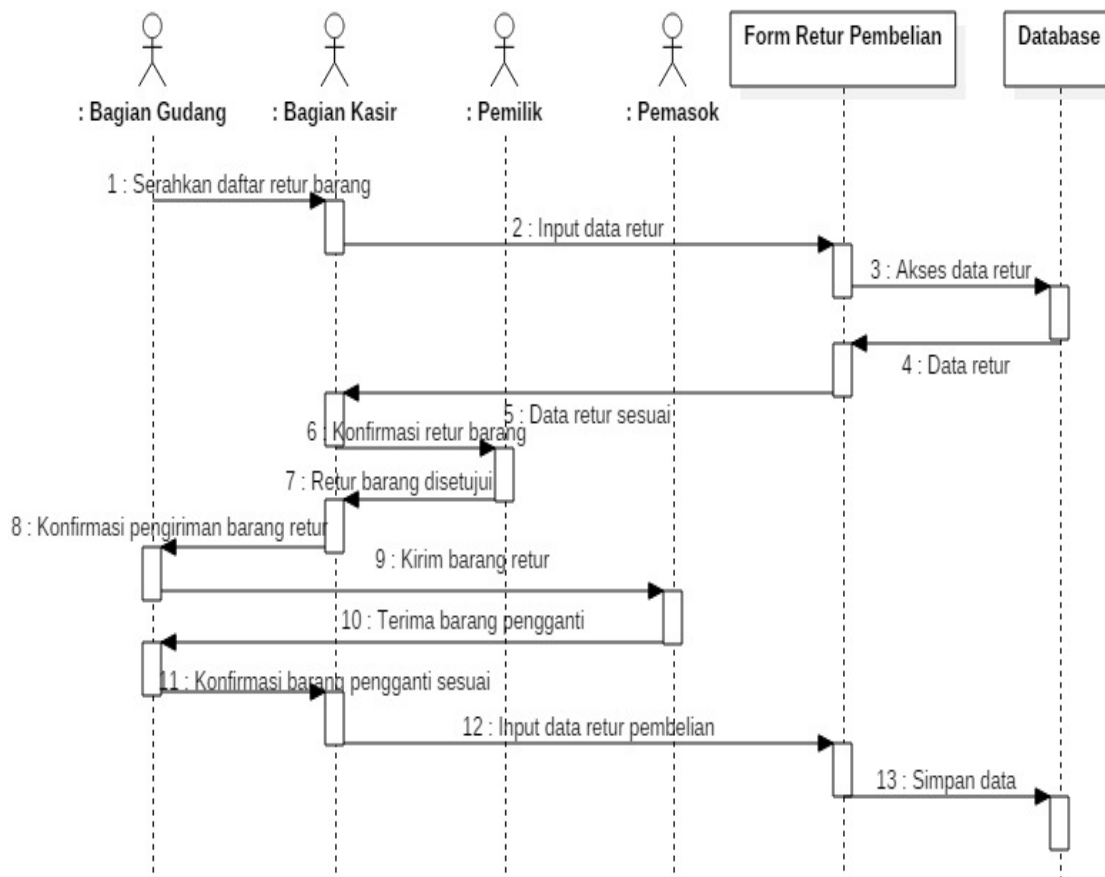 Form Retur Pembelian
Database
: Bagian Gudang
: Bagian Kasir
: Pemilik
: Pemasok
1 : Serahkan daftar retur barang
2 : Input data retur
3 : Akses data retur
4 : Data retur
5 : Data retur sesuai
6 : Konfirmasi retur barang
7 : Retur barang disetujui
8 : Konfirmasi pengiriman barang retur
9 : Kirim barang retur
10 : Terima barang pengganti
11 : Konfirmasi barang pengganti sesuai
12 : Input data retur pembelian
13 : Simpan data